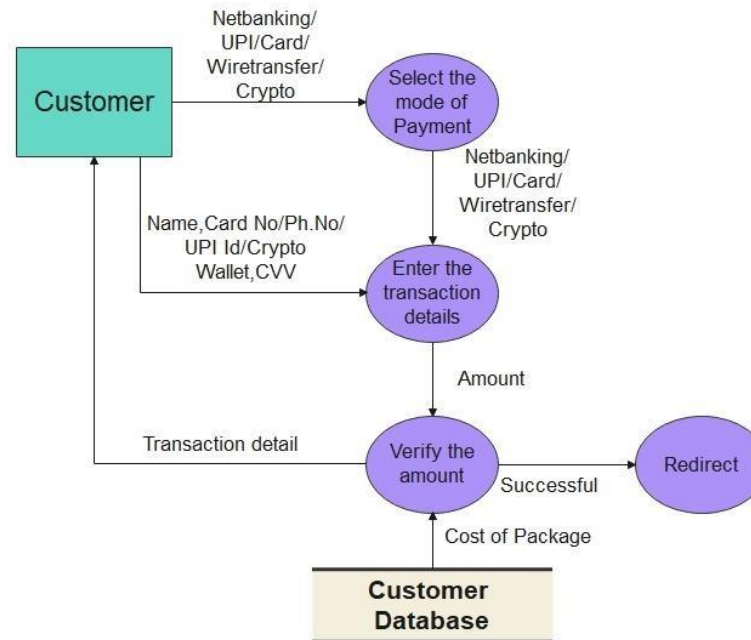 Netbanking/
UPI/Card/
Wiretransfer/
Crypto
Customer
Select the
mode of
Payment
Netbanking/
UPI/Card/
Wiretransfer/
Crypto
Name,Card No/Ph.No/
UPI Id/Crypto
Wallet,CVV
Enter the
transaction
details
Amount
Transaction detail
Verify the
amount
Successful
Redirect
Cost of Package
Customer
Database